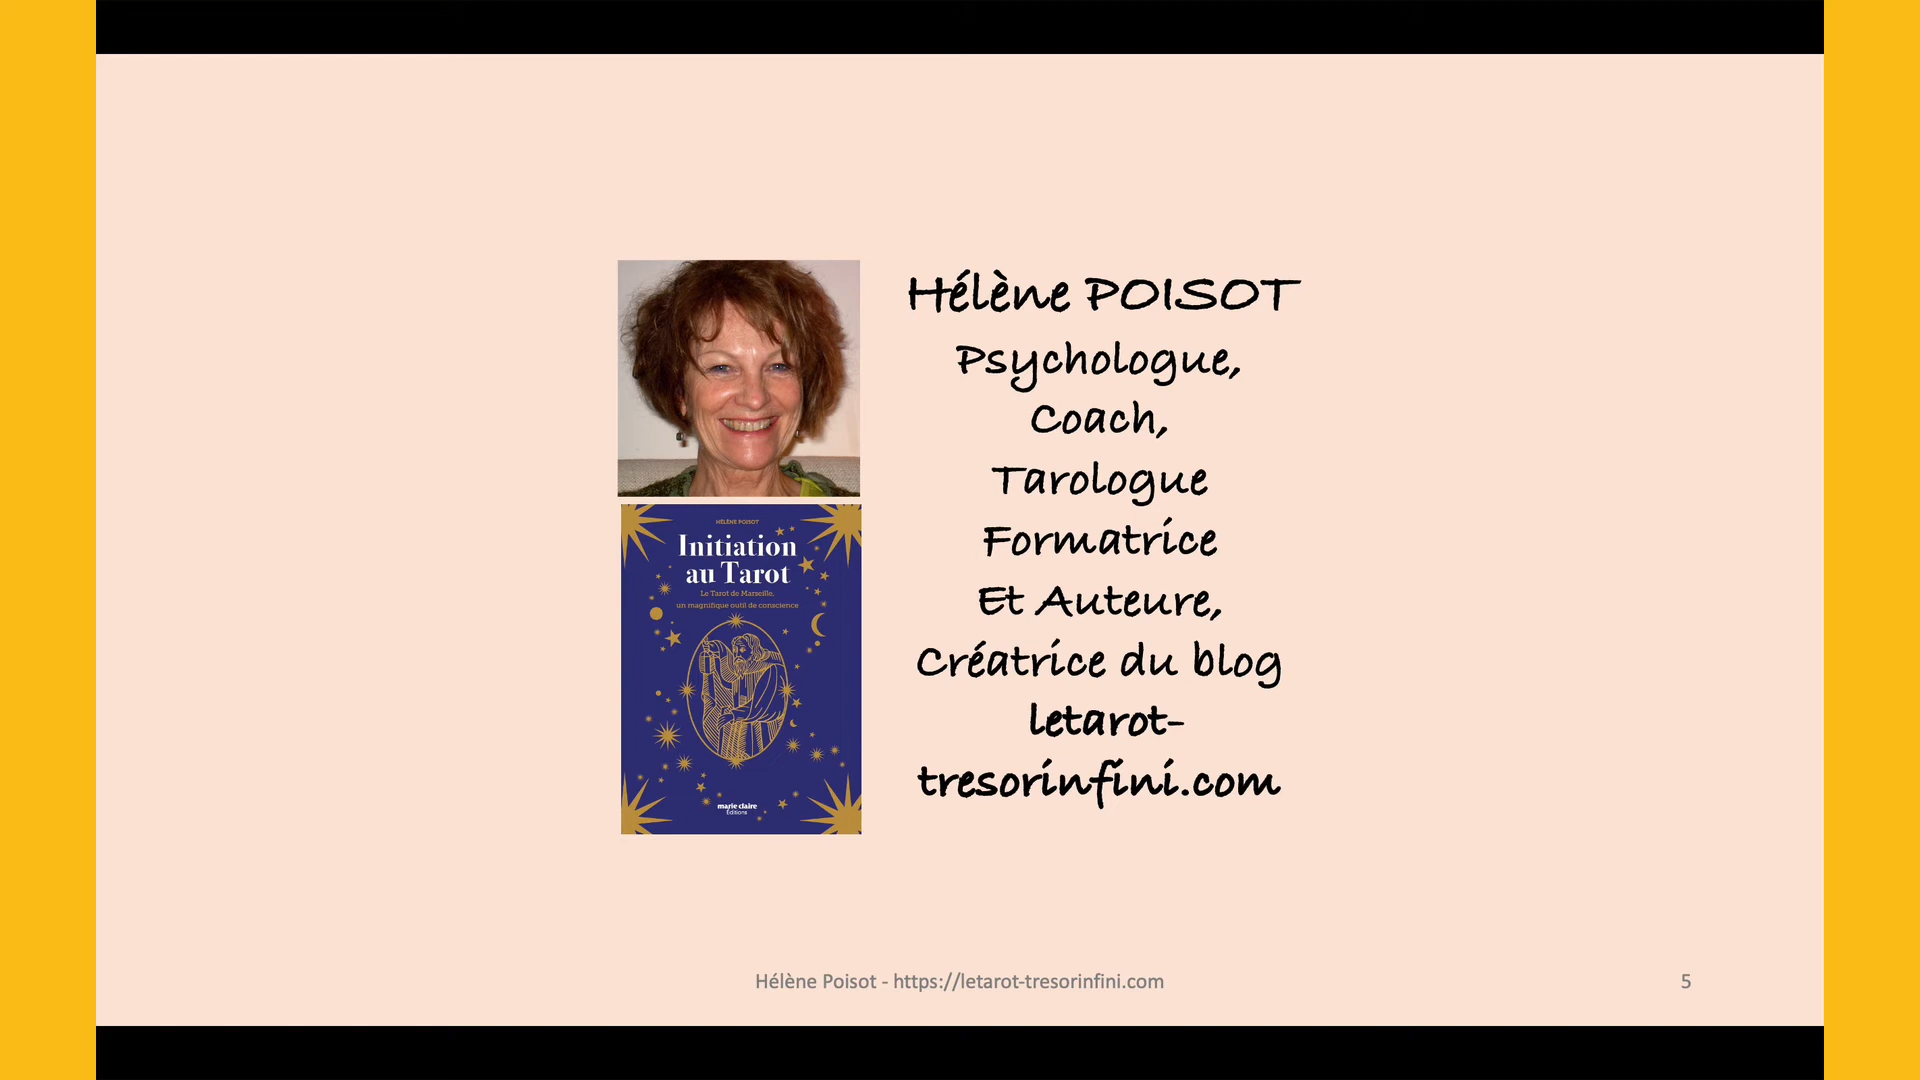 Hélène POISOT
Psychologue,
Coach,
Tarologue
Formatrice
Et Auteure,
Créatrice du blog
letarot-
tresorinfini.com
HÉLÈNE POISOT
Initiation
au Tarot
Le Tarot de Marseille,
un magnifique outil de conscience
marie claire
Éditions
Hélène Poisot - https://letarot-tresorinfini.com
5